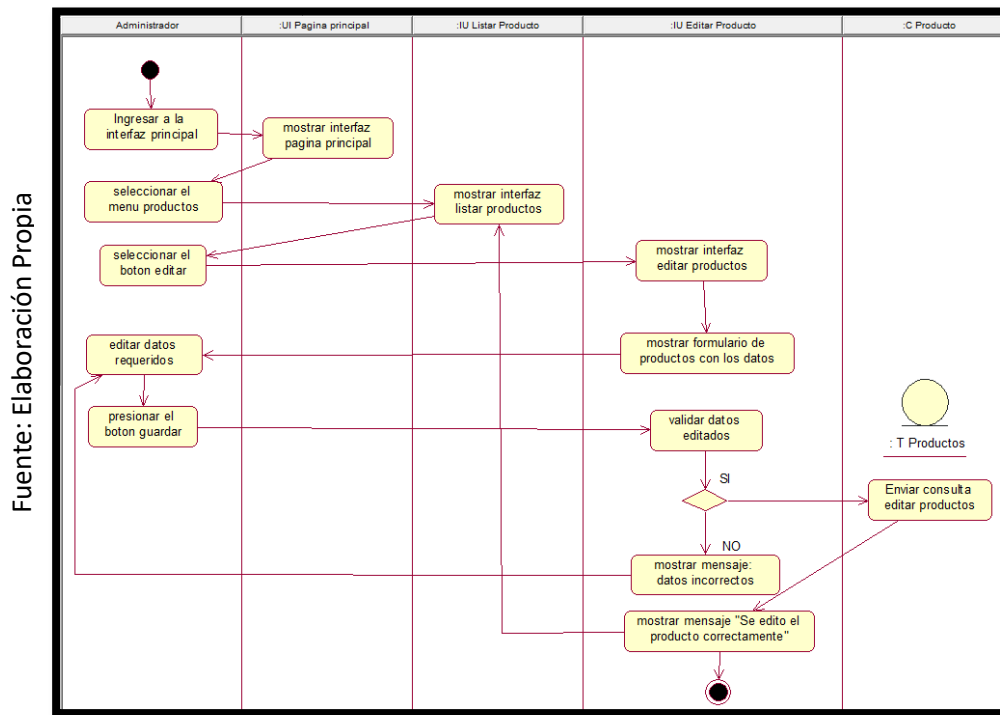 Fuente: Elaboración Propia
Administrador
:UI Pagina principal
:IU Listar Producto
:IU Editar Producto
:C Producto
Ingresar a la
interfaz principal
mostrar interfaz
pagina principal
seleccionar el
menu productos
mostrar interfaz
listar productos
seleccionar el
boton editar
mostrar interfaz
editar productos
editar datos
requeridos
mostrar formulario de
productos con los datos
presionar el
boton guardar
validar datos
editados
: T Productos
SI
Enviar consulta
editar productos
NO
mostrar mensaje:
datos incorrectos
mostrar mensaje "Se edito el
producto correctamente"